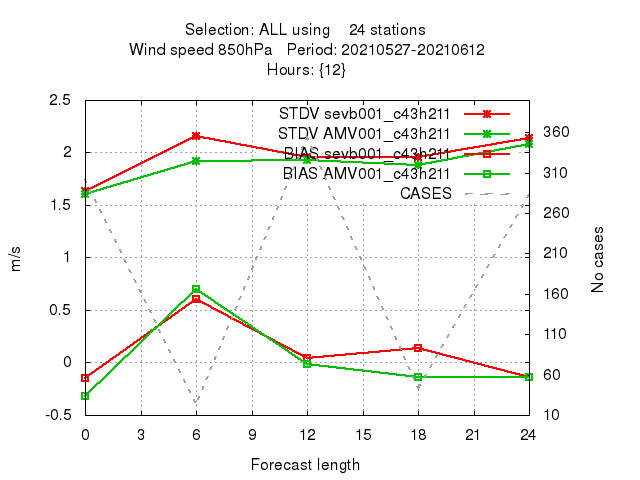 Selection: ALL using 24 stations
Wind speed 850hPa Period: 20210527-20210612
Hours: {12}
STDV sevb001_c43h211
STDV AMV001_c43h211
BIAS sevb001_c43h211
BIAS AMV001_c43h211
CASES
2.5
2
1.5
1
0.5
0
-0.5
m/s
360
310
260
210
160
110
60
10
No cases
0 3 6 9 12 15 18 21 24
Forecast length